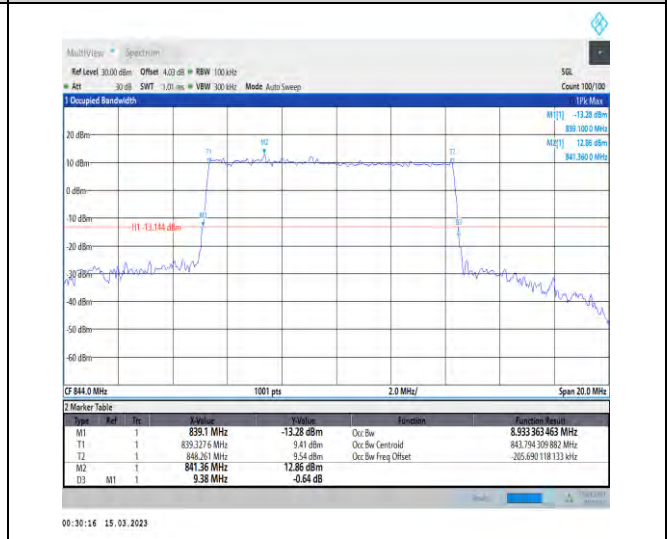 MultiView Spectrum
Ref Level 30.00 dBm Offset 4.03 dB RBW 100 kHz SGL
Att 30 dB SWT 1.01 ms VBW 300 kHz Mode Auto Sweep Count 100/100
1 Occupied Bandwidth 1Pk Max
M1[1] -13.28 dBm
839.100 0 MHz
M2[1] 12.86 dBm
841.360 0 MHz
20 dBm
T1 M2 T2
10 dBm
0 dBm
M1
-10 dBm
D3
H1 -13.144 dBm
-20 dBm
-30 dBm
-40 dBm
-50 dBm
-60 dBm
CF 844.0 MHz 1001 pts 2.0 MHz/ Span 20.0 MHz
2 Marker Table
Type Ref Trc X-Value Y-Value Function Function Result
M1 1 839.1 MHz -13.28 dBm Occ Bw 8.933 363 463 MHz
T1 1 839.327 6 MHz 9.41 dBm Occ Bw Centroid 843.794 309 882 MHz
T2 1 848.261 MHz 9.54 dBm Occ Bw Freq Offset -205.690 118 133 kHz
M2 1 841.36 MHz 12.86 dBm
D3 M1 1 9.38 MHz -0.64 dB
00:30:16 15.03.2023